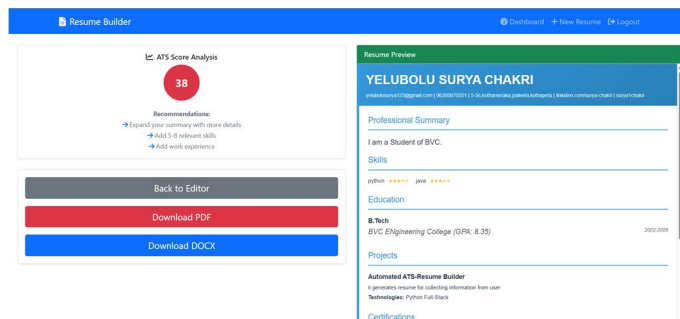 Resume Builder
Dashboard + New Resume Logout
ATS Score Analysis
38
Recommendations:
Expand your summary with more details
Add 5-8 relevant skills
Add work experience
Back to Editor
Download PDF
Download DOCX
Resume Preview
YELUBOLU SURYA CHAKRI
Professional Summary
I am a Student of BVC.
Skills
python ★★★☆☆ java ★★★☆☆
Education
B.Tech
BVC ENgineering College (GPA: 8.35) 2022-2026
Projects
Automated ATS-Resume Builder
it generates resume for collecting information from user
Technologies: Python Full-Stack
Certifications